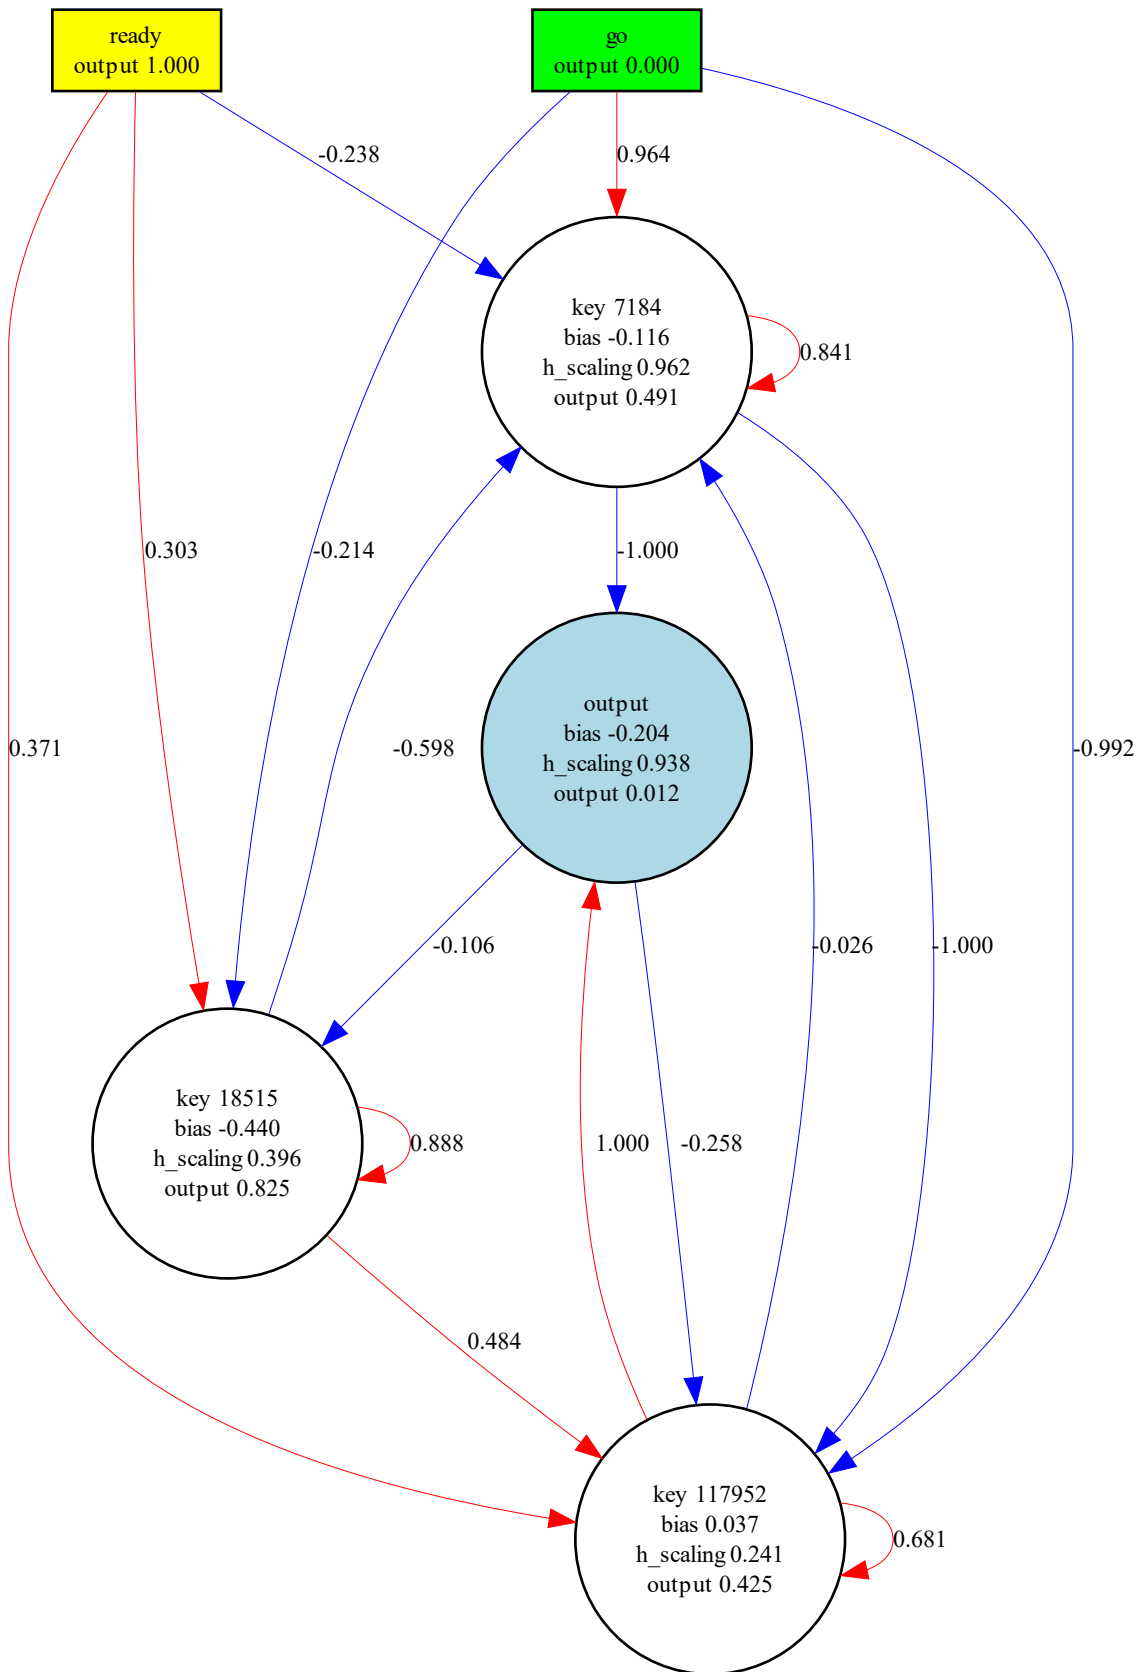 ready
output 1.000
go
output 0.000
-0.238
0.964
key 7184
bias -0.116
h_scaling 0.962
output 0.491
0.841
0.303
-0.214
-1.000
output
bias -0.204
h_scaling 0.938
output 0.012
0.371
-0.598
-0.992
-0.106
-0.026
-1.000
key 18515
bias -0.440
h_scaling 0.396
output 0.825
0.888
1.000
-0.258
0.484
key 117952
bias 0.037
h_scaling 0.241
output 0.425
0.681